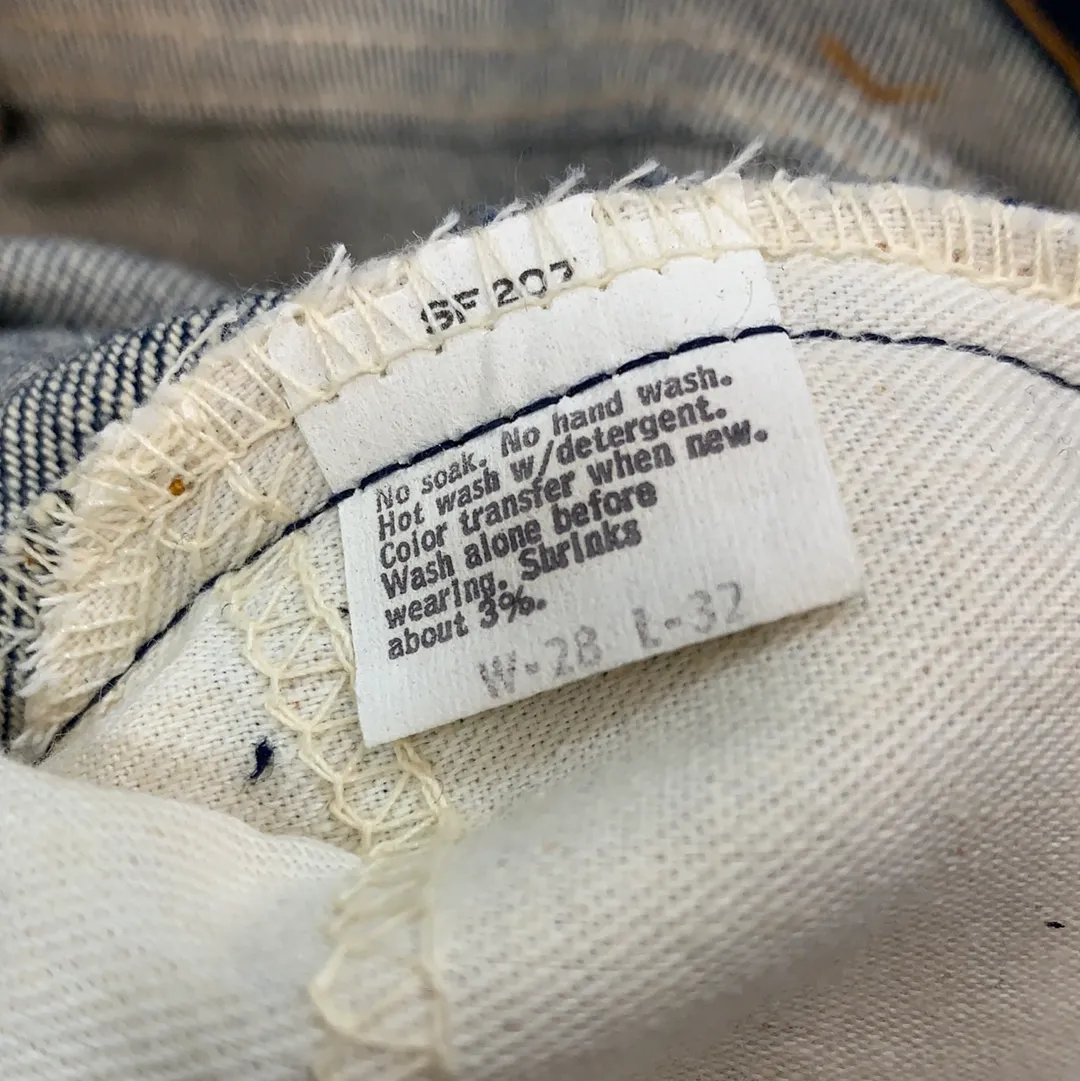 SF 207
No soak. No hand wash.
Hot wash w/detergent.
Color transfer when new.
Wash alone before
wearing. Shrinks
about 3%.
W-28 L-32